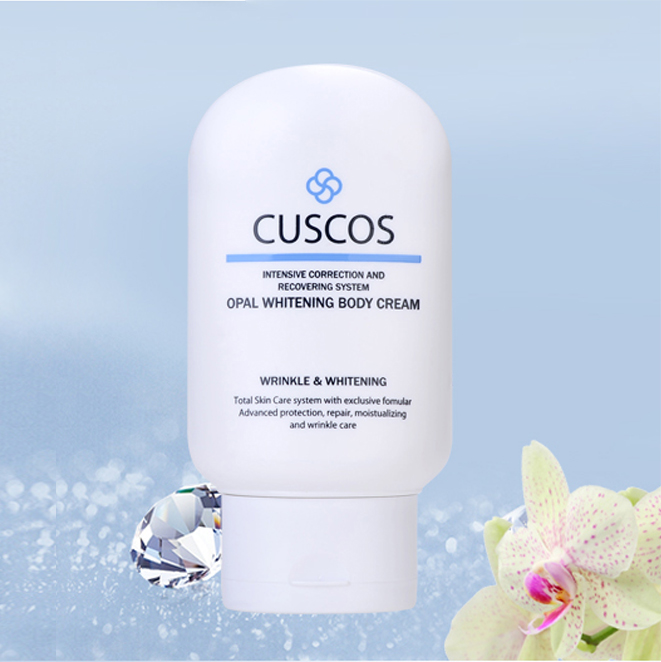 CUSCOS
INTENSIVE CORRECTION AND
RECOVERING SYSTEM
OPAL WHITENING BODY CREAM
WRINKLE & WHITENING
Total Skin Care system with exclusive fomular
Advanced protection, repair, moistualizing
and wrinkle care